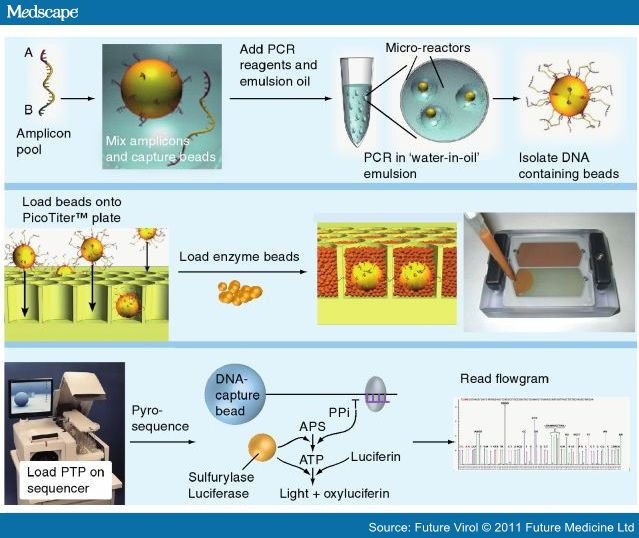 Medscape
A
B
Amplicon
pool
Mix amplicons
and capture beads
Add PCR
reagents and
emulsion oil
Micro-reactors
PCR in 'water-in-oil'
emulsion
Isolate DNA
containing beads
Load beads onto
PicoTiter™ plate
Load enzyme beads
Load PTP on
sequencer
Pyro-
sequence
DNA-
capture
bead
PPi
APS
ATP
Luciferin
Sulfurylase
Luciferase
Light + oxyluciferin
Read flowgram
Source: Future Virol © 2011 Future Medicine Ltd